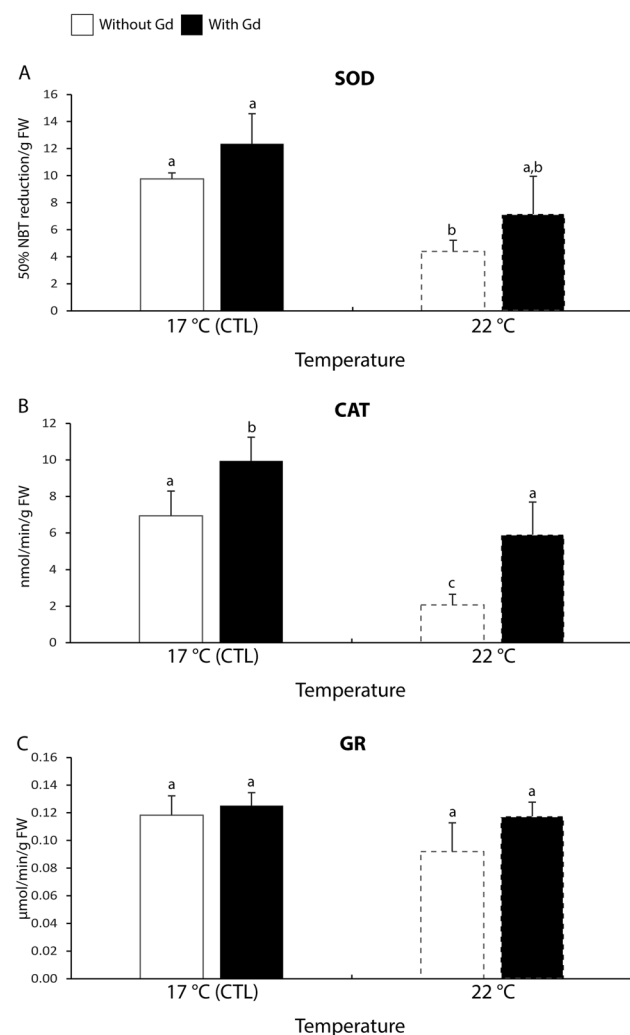 Without Gd With Gd
A
SOD
50% NBT reduction/g FW
16
14
12
10
8
6
4
2
0
a
a
b
a,b
17 °C (CTL) 22 °C
Temperature
B
CAT
nmol/min/g FW
12
10
8
6
4
2
0
a
b
c
a
17 °C (CTL) 22 °C
Temperature
C
GR
µmol/min/g FW
0.16
0.14
0.12
0.10
0.08
0.06
0.04
0.02
0.00
a
a
a
a
17 °C (CTL) 22 °C
Temperature